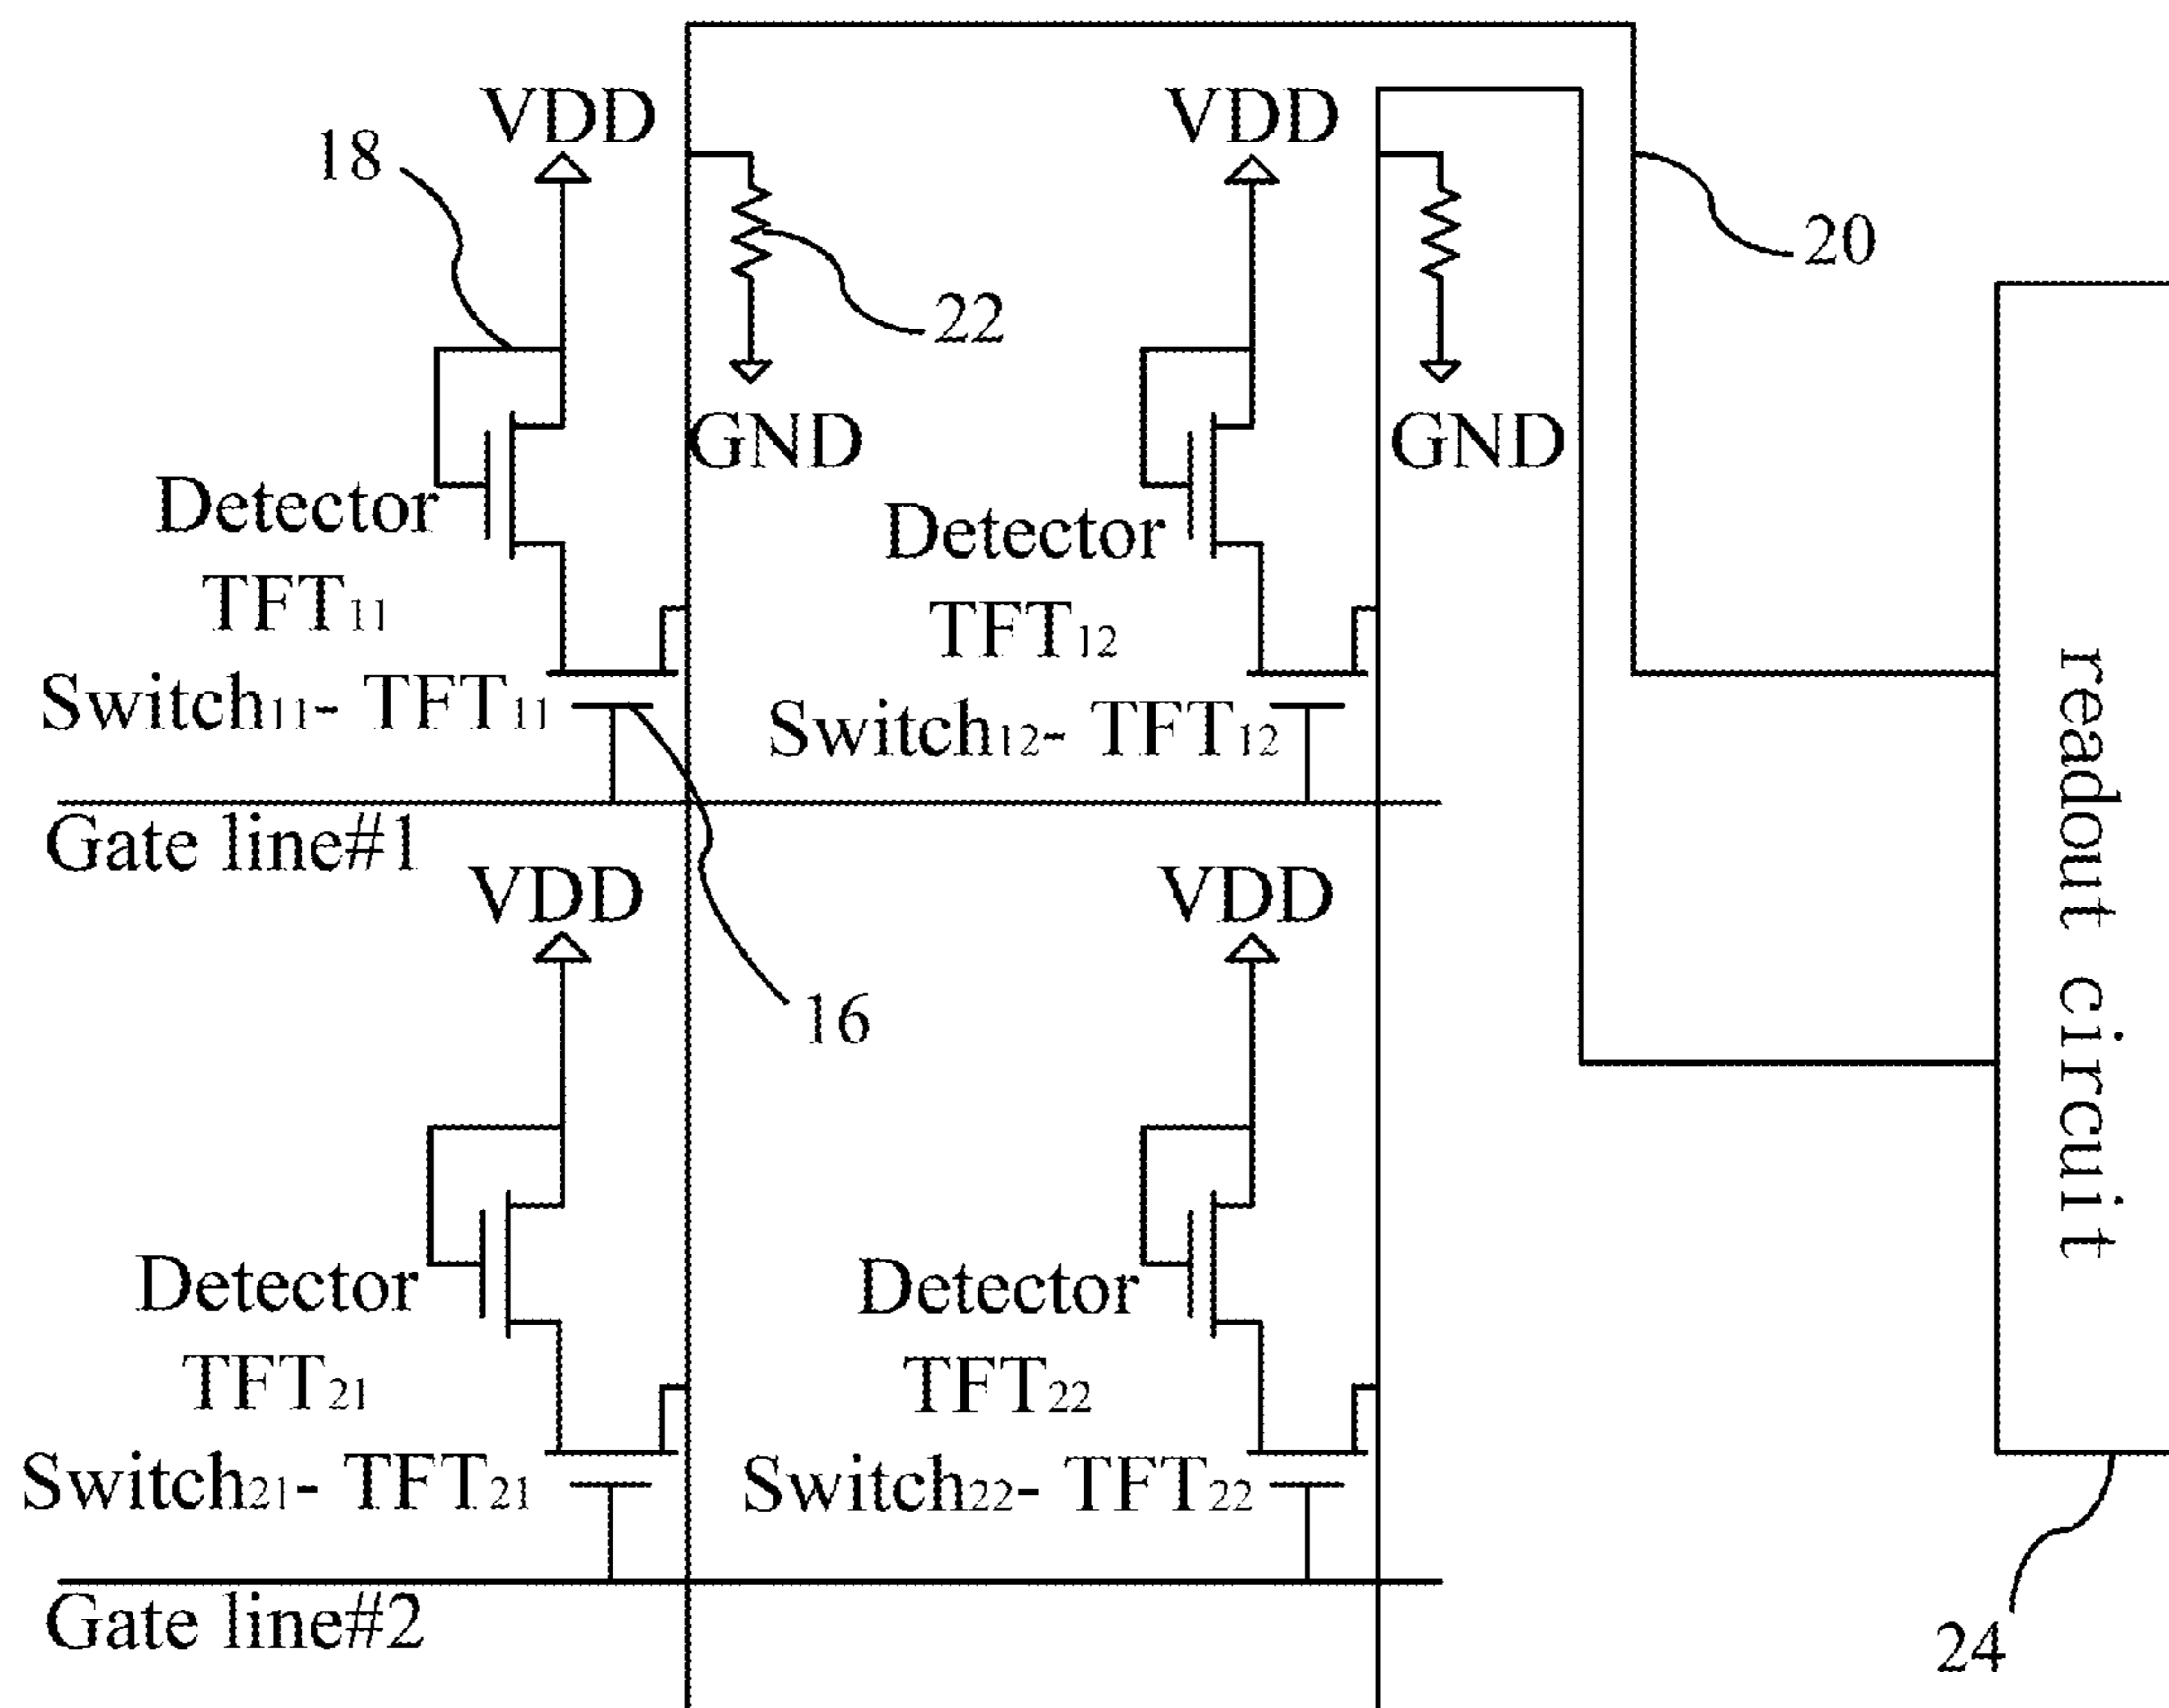 VDD
VDD
18
20
22
GND
GND
Detector
TFT₁₁
Switch₁₁- TFT₁₁
Detector
TFT₁₂
Switch₁₂- TFT₁₂
readout circuit
Gate line#1
VDD
VDD
16
Detector
TFT₂₁
Switch₂₁- TFT₂₁
Detector
TFT₂₂
Switch₂₂- TFT₂₂
Gate line#2
24